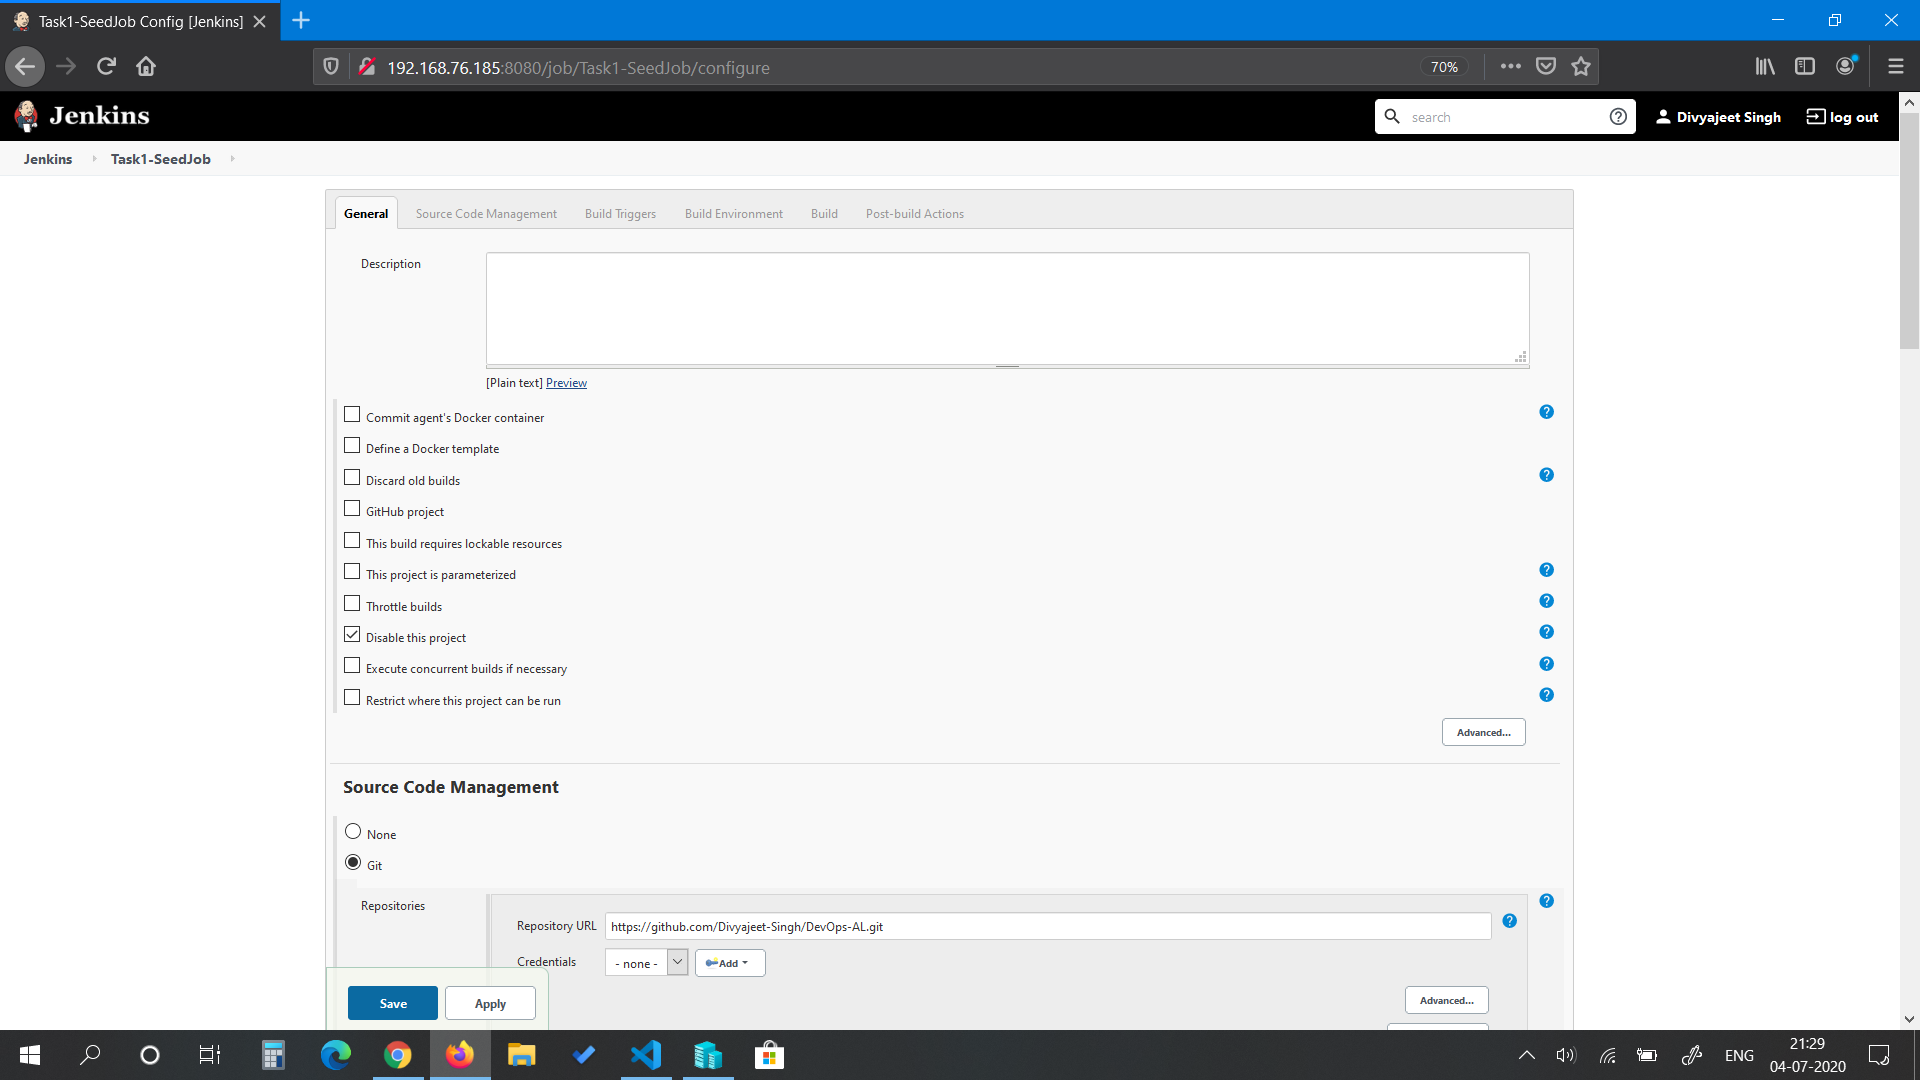 Task1-SeedJob Config [Jenkins]
192.168.76.185:8080/job/Task1-SeedJob/configure
70%
Jenkins
search
Divyajeet Singh
log out
Jenkins
Task1-SeedJob
General
Source Code Management
Build Triggers
Build Environment
Build
Post-build Actions
Description
[Plain text] Preview
Commit agent's Docker container
Define a Docker template
Discard old builds
GitHub project
This build requires lockable resources
This project is parameterized
Throttle builds
Disable this project
Execute concurrent builds if necessary
Restrict where this project can be run
Advanced...
Source Code Management
None
Git
Repositories
Repository URL
https://github.com/Divyajeet-Singh/DevOps-AL.git
Credentials
- none -
Add
Advanced...
Save
Apply
ENG
21:29
04-07-2020